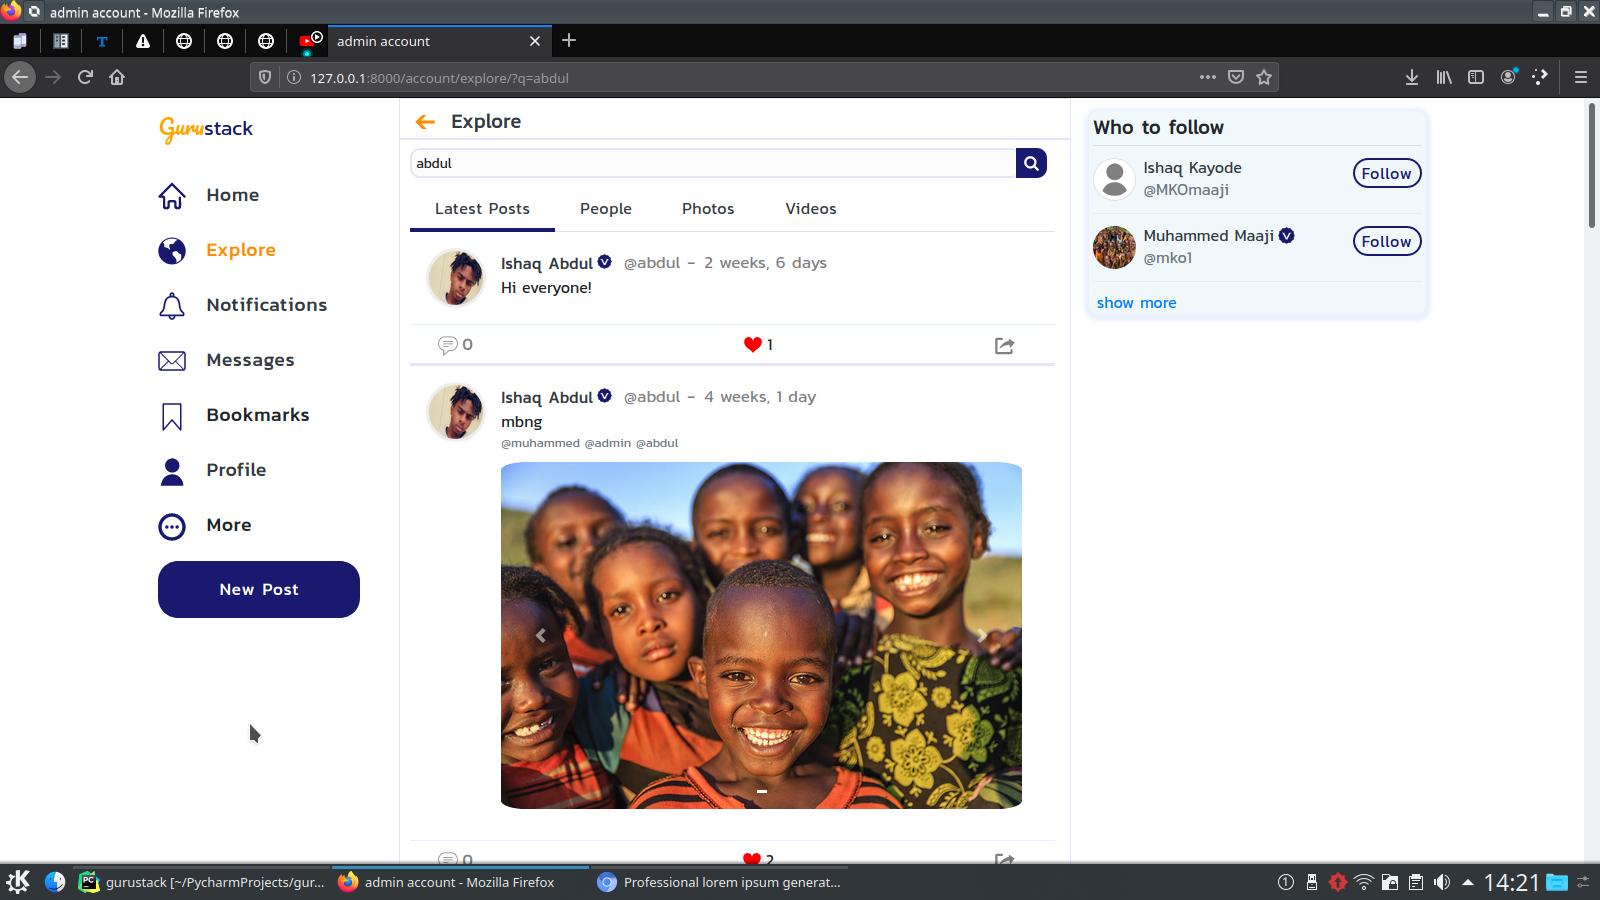 admin account - Mozilla Firefox
admin account
127.0.0.1:8000/account/explore/?q=abdul
Gurustack
Home
Explore
Notifications
Messages
Bookmarks
Profile
More
New Post
Explore
abdul
Latest Posts People Photos Videos
Ishaq Abdul @abdul - 2 weeks, 6 days
Hi everyone!
0 1
Ishaq Abdul @abdul - 4 weeks, 1 day
mbng
@muhammed @admin @abdul
0 2
Who to follow
Ishaq Kayode
@MKOmaaji
Follow
Muhammed Maaji
@mko1
Follow
show more
gurustack [~/PycharmProjects/gur... admin account - Mozilla Firefox Professional lorem ipsum generat... 14:21